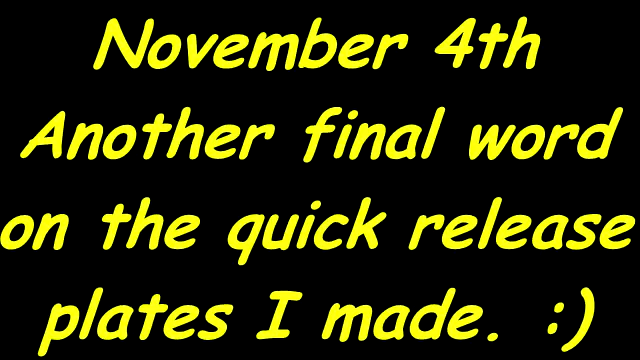 November 4th
Another final word
on the quick release
plates I made. :)